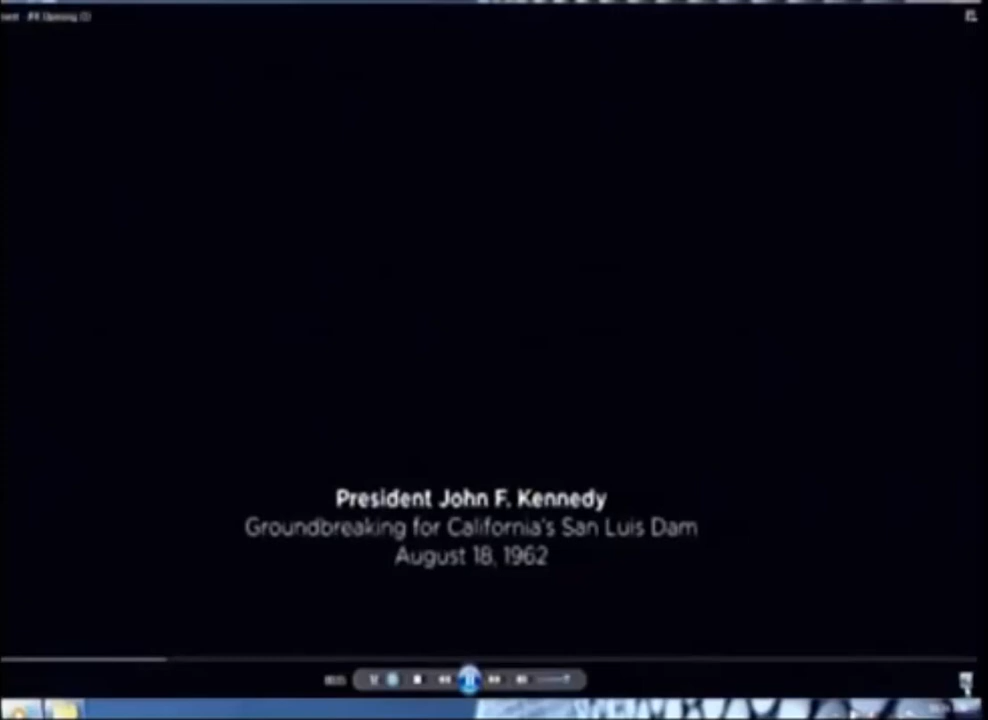 President John F. Kennedy
Groundbreaking for California's San Luis Dam
August 18, 1962